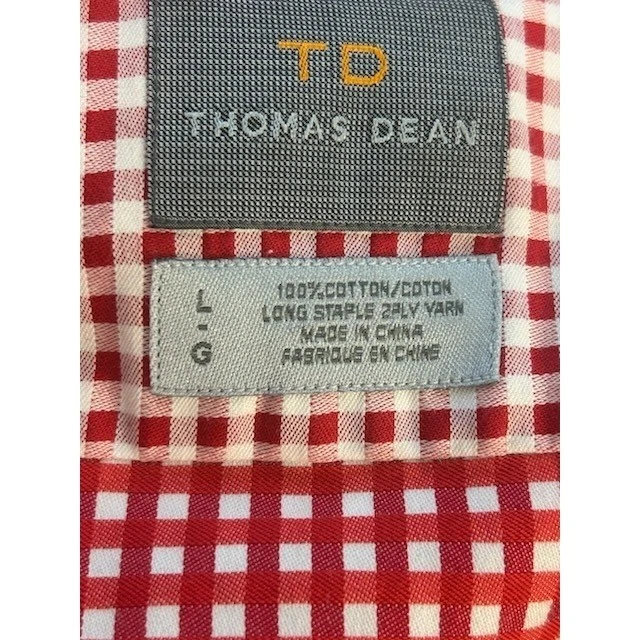 TD
THOMAS DEAN
L-G
100% COTTON/COTON
LONG STAPLE 2PLY YARN
MADE IN CHINA
FABRIQUE EN CHINE